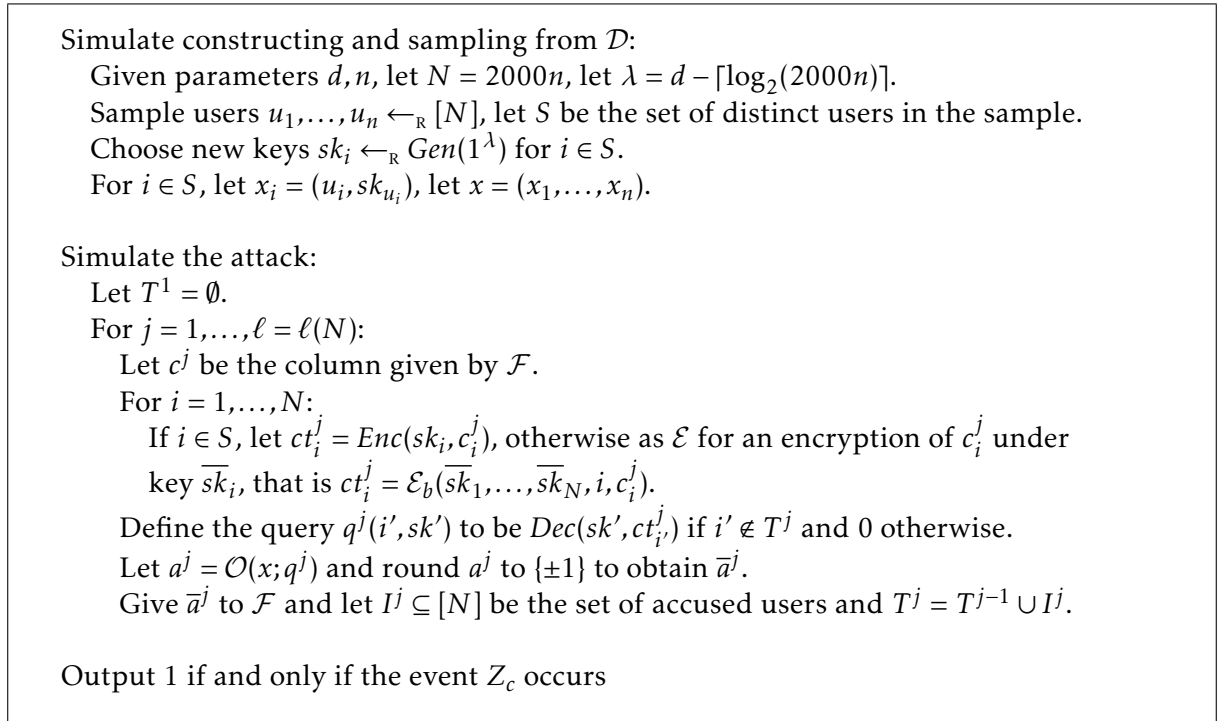 Simulate constructing and sampling from 𝒟:
Given parameters d, n, let N = 2000n, let λ = d − ⌈log₂(2000n)⌉.
Sample users u₁, . . . , uₙ ←ᴿ [N], let S be the set of distinct users in the sample.
Choose new keys skᵢ ←ᴿ Gen(1^λ) for i ∈ S.
For i ∈ S, let xᵢ = (uᵢ, sk_{uᵢ}), let x = (x₁, . . . , xₙ).
Simulate the attack:
Let T¹ = ∅.
For j = 1, . . . , ℓ = ℓ(N):
Let c^j be the column given by ℱ.
For i = 1, . . . , N:
If i ∈ S, let ct_i^j = Enc(skᵢ, c_i^j), otherwise as ℰ for an encryption of c_i^j under
key \overline{sk}_i, that is ct_i^j = ℰ_b(\overline{sk}_1, . . . , \overline{sk}_N, i, c_i^j).
Define the query q^j(i′, sk′) to be Dec(sk′, ct_{i′}^j) if i′ ∉ T^j and 0 otherwise.
Let a^j = 𝒪(x; q^j) and round a^j to {±1} to obtain \overline{a}^j.
Give \overline{a}^j to ℱ and let I^j ⊆ [N] be the set of accused users and T^j = T^{j−1} ∪ I^j.
Output 1 if and only if the event Z_c occurs